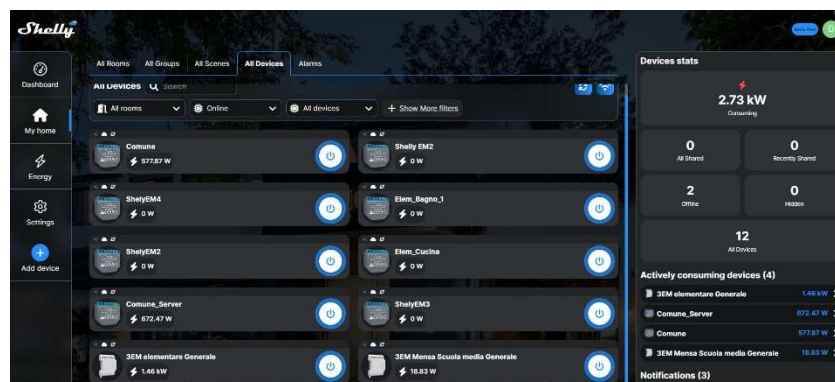 Shelly
Dashboard
My home
Energy
Settings
Add device
All Rooms All Groups All Scenes All Devices Alarms
All Devices Search
All rooms Online All devices + Show More filters
Comune
577.87 W
Shelly EM2
0 W
ShelyEM4
0 W
Elem_Bagno_1
0 W
ShelyEM2
0 W
Elem_Cucina
0 W
Comune_Server
672.47 W
ShelyEM3
0 W
3EM elementare Generale
1.46 kW
3EM Mensa Scuola media Generale
18.83 W
D
Devices stats
2.73 kW
Consuming
0
All Shared
0
Recently Shared
2
Offline
0
Hidden
12
All Devices
Actively consuming devices (4)
3EM elementare Generale 1.46 kW
Comune_Server 672.47 W
Comune 577.87 W
3EM Mensa Scuola media Generale 18.83 W
Notifications (3)